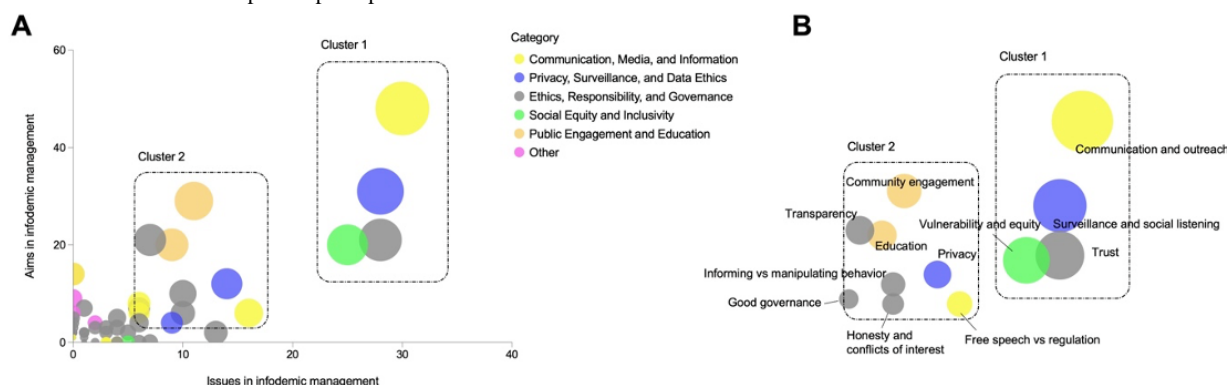 A
Cluster 1
Category
Communication, Media, and Information
Privacy, Surveillance, and Data Ethics
Ethics, Responsibility, and Governance
Social Equity and Inclusivity
Public Engagement and Education
Other
Cluster 2
60
40
20
0
0
10
20
30
40
Aims in infodemic management
Issues in infodemic management
B
Cluster 1
Communication and outreach
Cluster 2
Community engagement
Transparency
Vulnerability and equity
Surveillance and social listening
Education
Trust
Privacy
Informing vs manipulating behavior
Good governance
Honesty and
conflicts of interest
Free speech vs regulation